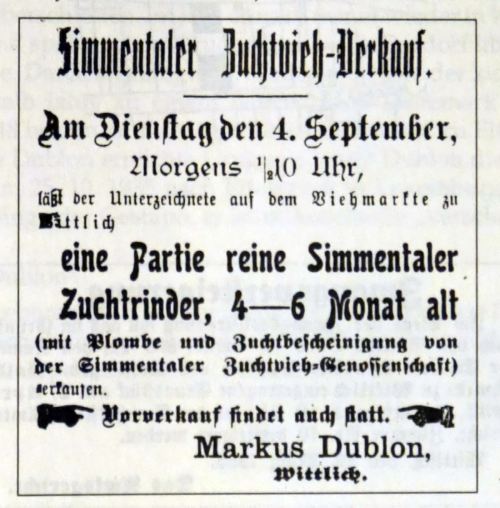 Simmentaler Zuchtvieh-Verkauf.
Am Dienstag den 4. September,
Morgens ½10 Uhr,
läßt der Unterzeichnete auf dem Viehmarkte zu
Wittlich
eine Partie reine Simmentaler
Zuchtrinder, 4—6 Monat alt
(mit Plombe und Zuchtbescheinigung von
der Simmentaler Zuchtvieh-Genossenschaft)
verkaufen.
Vorverkauf findet auch statt.
Markus Dublon,
Wittlich.